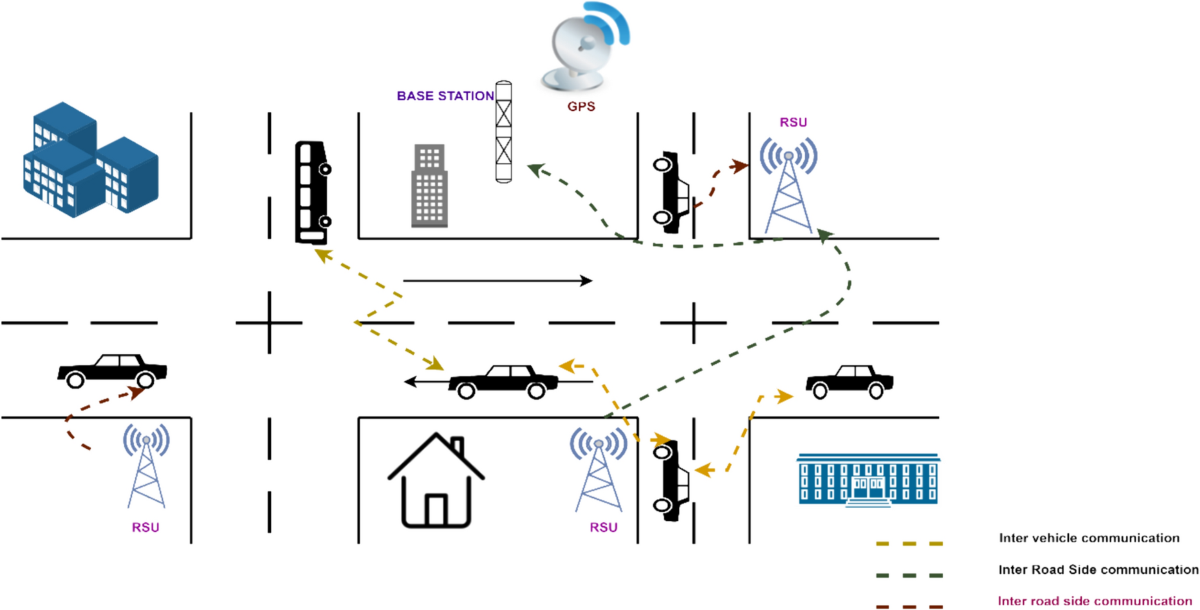 BASE STATION
GPS
RSU
RSU
RSU
Inter vehicle communication
Inter Road Side communication
Inter road side communication